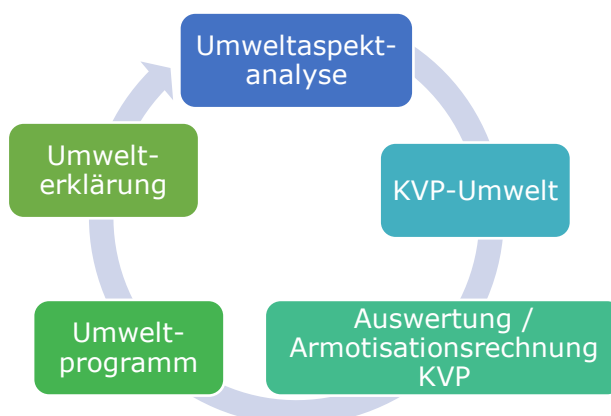 Umweltaspekt-
analyse
KVP-Umwelt
Auswertung /
Armotisationsrechnung
KVP
Umwelt-
programm
Umwelt-
erklärung